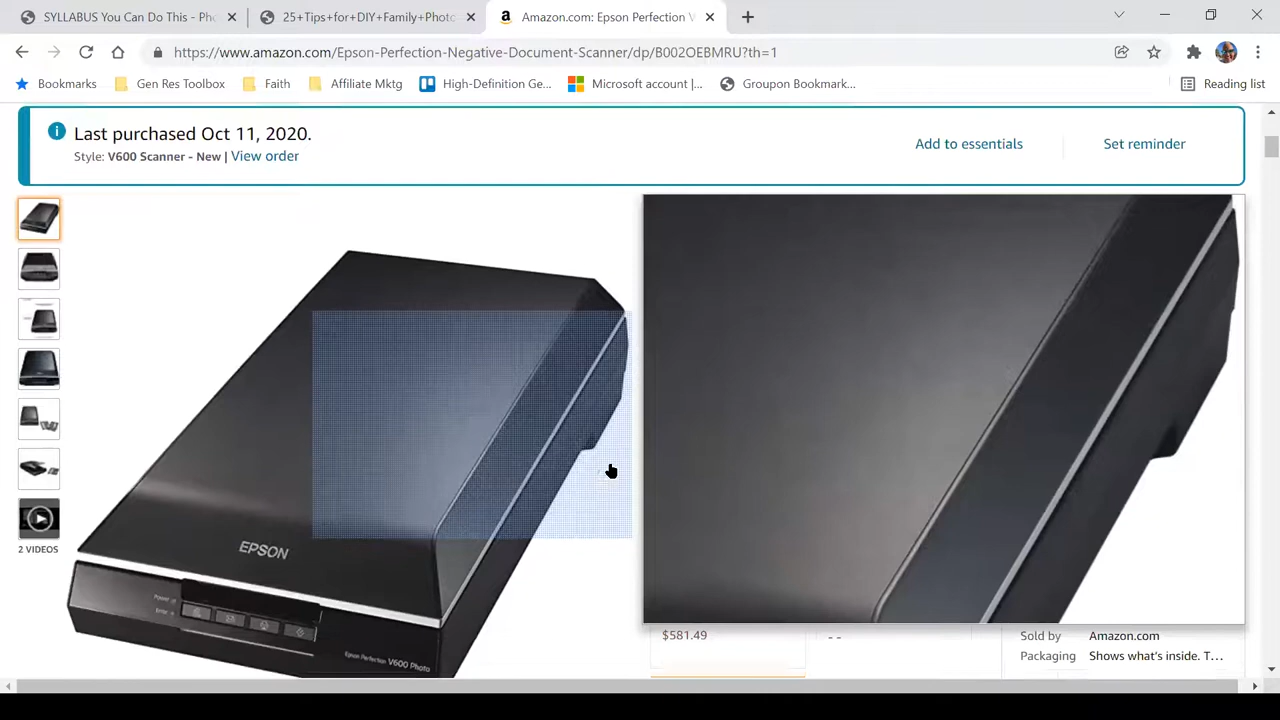 SYLLABUS You Can Do This - Pho
25+Tips+for+DIY+Family+Photo
Amazon.com: Epson Perfection V
https://www.amazon.com/Epson-Perfection-Negative-Document-Scanner/dp/B002OEBMRU?th=1
Bookmarks
Gen Res Toolbox
Faith
Affiliate Mktg
High-Definition Ge...
Microsoft account |...
Groupon Bookmark...
Reading list
Last purchased Oct 11, 2020.
Style: V600 Scanner - New | View order
Add to essentials
Set reminder
2 VIDEOS
EPSON
Power
Error
Epson Perfection V600 Photo
$581.49
--
Sold by Amazon.com
Packaging Shows what's inside. T...